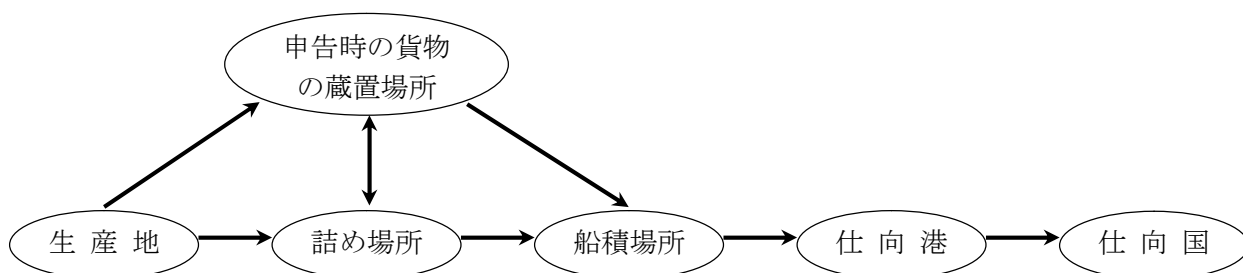 申告時の貨物
の蔵置場所
生産地
詰め場所
船積場所
仕向港
仕向国